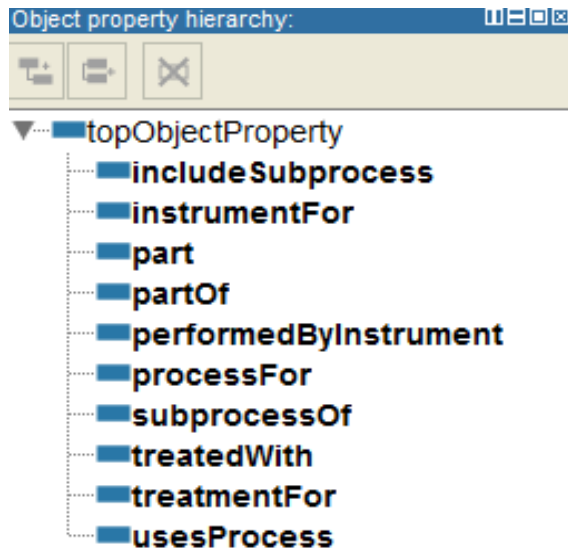 Object property hierarchy:
topObjectProperty
includeSubprocess
instrumentFor
part
partOf
performedByInstrument
processFor
subprocessOf
treatedWith
treatmentFor
usesProcess